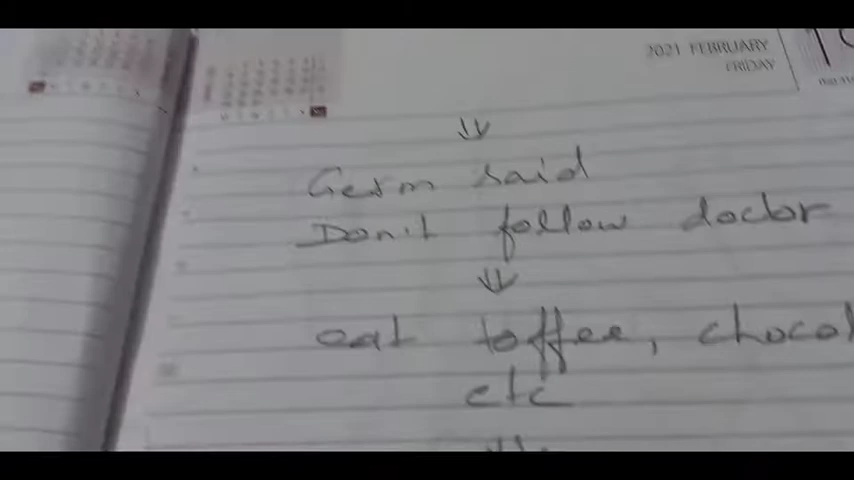 2021 FEBRUARY
FRIDAY
Germ said
Don't follow doctor
eat toffee, chocol
etc